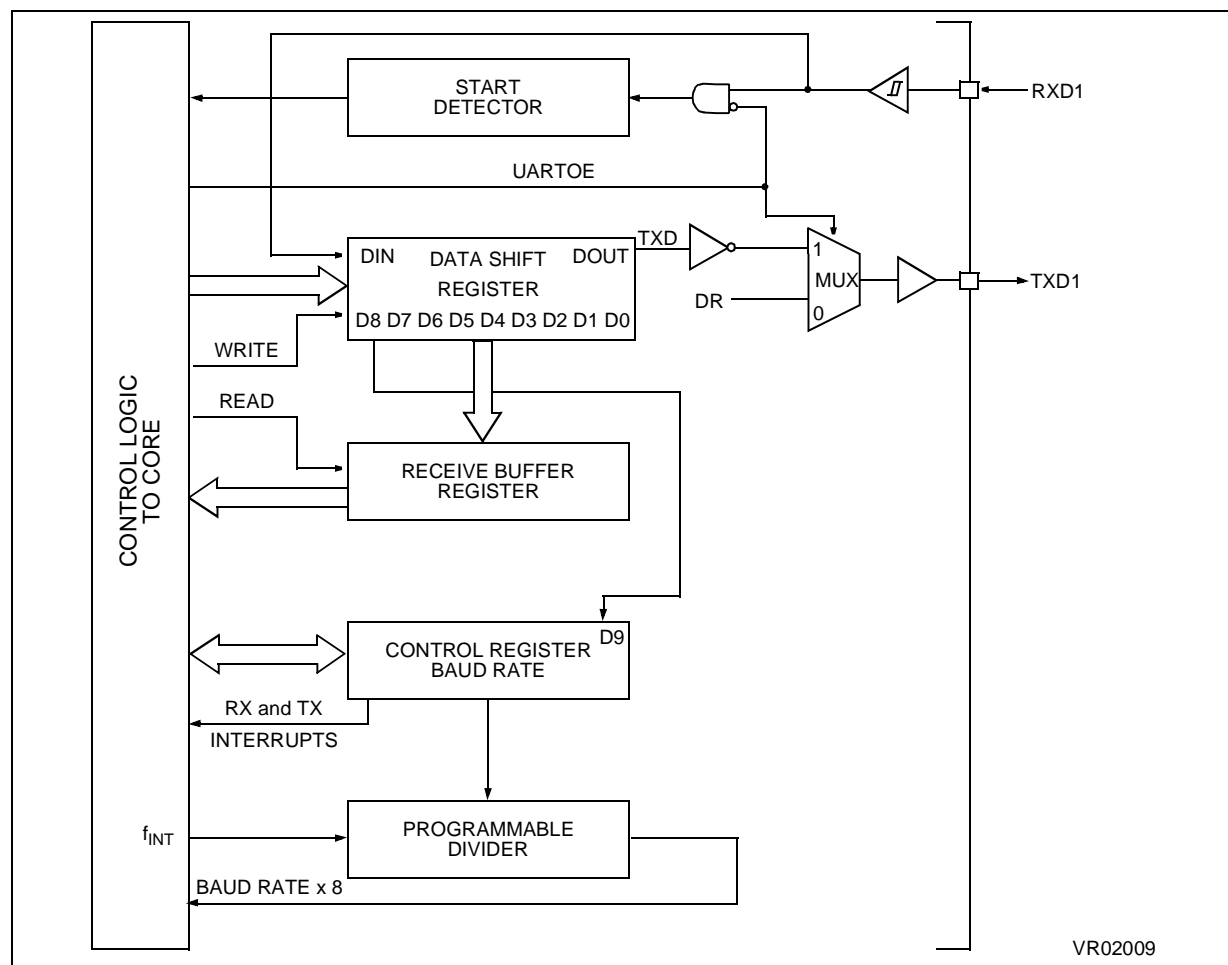 START
DETECTOR
RXD1
UARTOE
TXD
DIN DATA SHIFT DOUT
REGISTER
D8 D7 D6 D5 D4 D3 D2 D1 D0
1
MUX
0
DR
TXD1
WRITE
READ
CONTROL LOGIC
TO CORE
RECEIVE BUFFER
REGISTER
D9
CONTROL REGISTER
BAUD RATE
RX and TX
INTERRUPTS
fINT
PROGRAMMABLE
DIVIDER
BAUD RATE x 8
VR02009